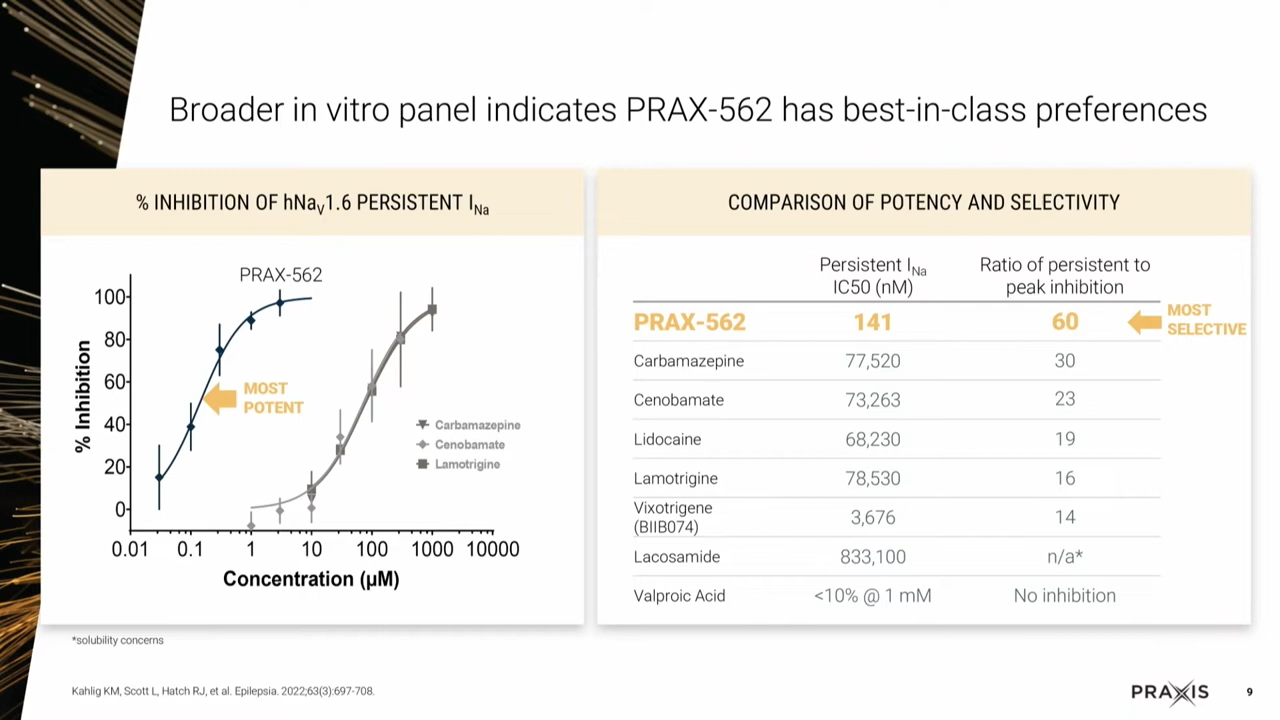 Broader in vitro panel indicates PRAX-562 has best-in-class preferences
% INHIBITION OF hNaV1.6 PERSISTENT INa
PRAX-562
100
80
60
40
20
0
% Inhibition
MOST
POTENT
Carbamazepine
Cenobamate
Lamotrigine
0.01 0.1 1 10 100 1000 10000
Concentration (µM)
COMPARISON OF POTENCY AND SELECTIVITY
Persistent INa
IC50 (nM)
Ratio of persistent to
peak inhibition
PRAX-562 141 60
MOST
SELECTIVE
Carbamazepine 77,520 30
Cenobamate 73,263 23
Lidocaine 68,230 19
Lamotrigine 78,530 16
Vixotrigene
(BIIB074) 3,676 14
Lacosamide 833,100 n/a*
Valproic Acid <10% @ 1 mM No inhibition
*solubility concerns
Kahlig KM, Scott L, Hatch RJ, et al. Epilepsia. 2022;63(3):697-708.
PRAXIS
9